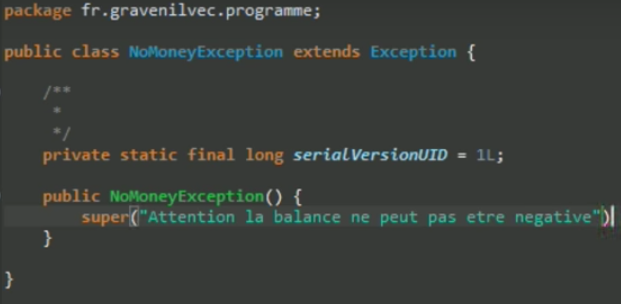 package fr.gravenilvec.programme;
public class NoMoneyException extends Exception {
/**
*
*/
private static final long serialVersionUID = 1L;
public NoMoneyException() {
super("Attention la balance ne peut pas etre negative")
}
}